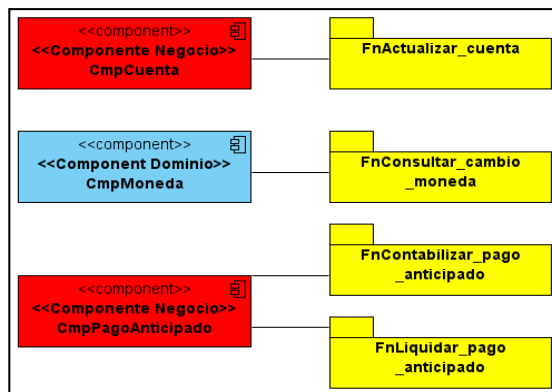 <<component>>
<<Componente Negocio>>
CmpCuenta
FnActualizar_cuenta
<<component>>
<<Component Dominio>>
CmpMoneda
FnConsultar_cambio
_moneda
FnContabilizar_pago
_anticipado
<<component>>
<<Componente Negocio>>
CmpPagoAnticipado
FnLiquidar_pago
_anticipado